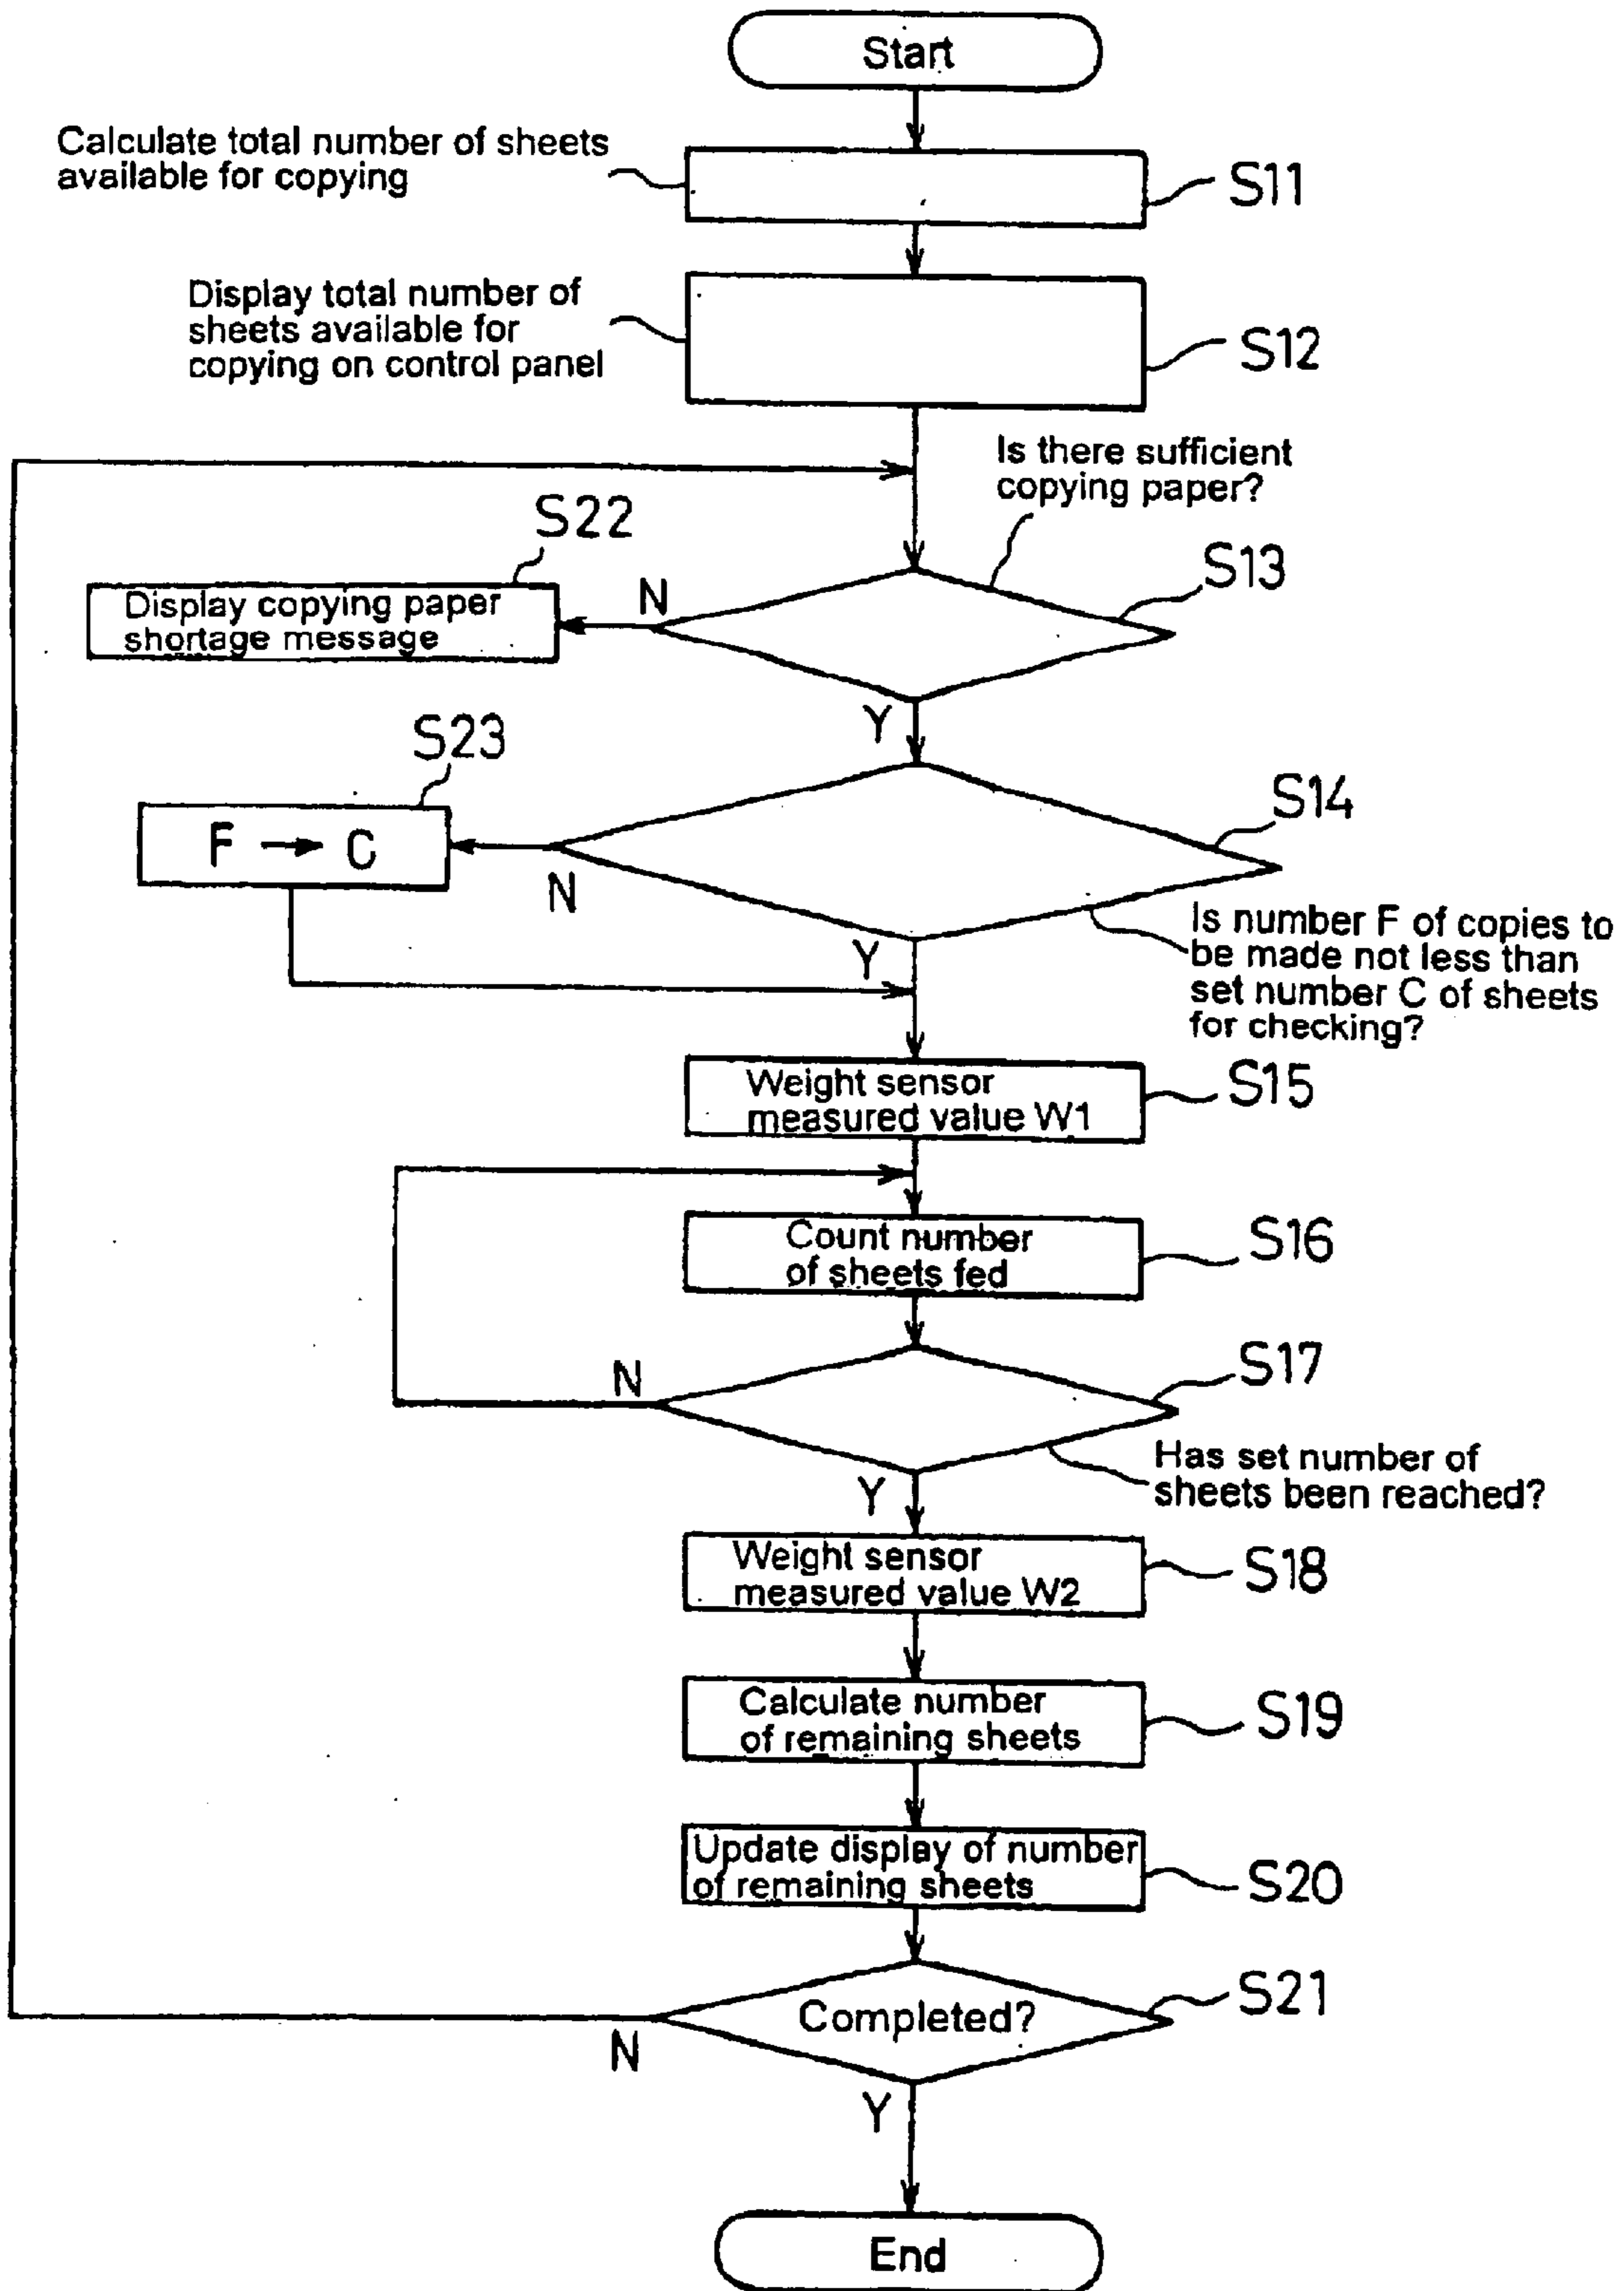 Start
Calculate total number of sheets
available for copying
S11
Display total number of
sheets available for
copying on control panel
S12
Is there sufficient
copying paper?
S22
S13
Display copying paper
shortage message
N
Y
S23
S14
F → C
N
Is number F of copies to
be made not less than
set number C of sheets
for checking?
Y
Weight sensor
measured value W1
S15
Count number
of sheets fed
S16
S17
N
Has set number of
sheets been reached?
Y
Weight sensor
measured value W2
S18
Calculate number
of remaining sheets
S19
Update display of number
of remaining sheets
S20
Completed?
S21
N
Y
End